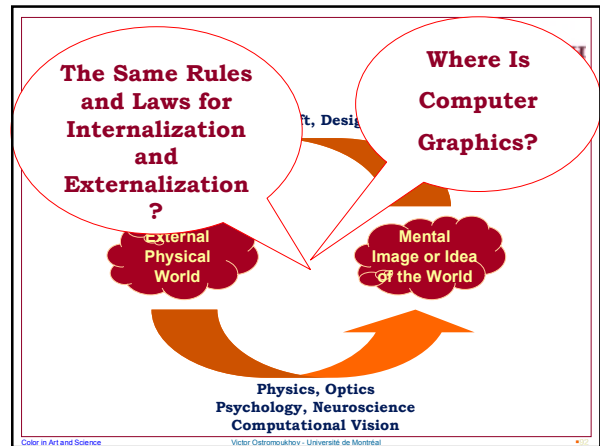 The Same Rules
and Laws for
Internalization
and
Externalization
?
Where Is
Computer
Graphics?
External
Physical
World
Mental
Image or Idea
of the World
Physics, Optics
Psychology, Neuroscience
Computational Vision
Color in Art and Science
Victor Ostromoukhov - Université de Montréal